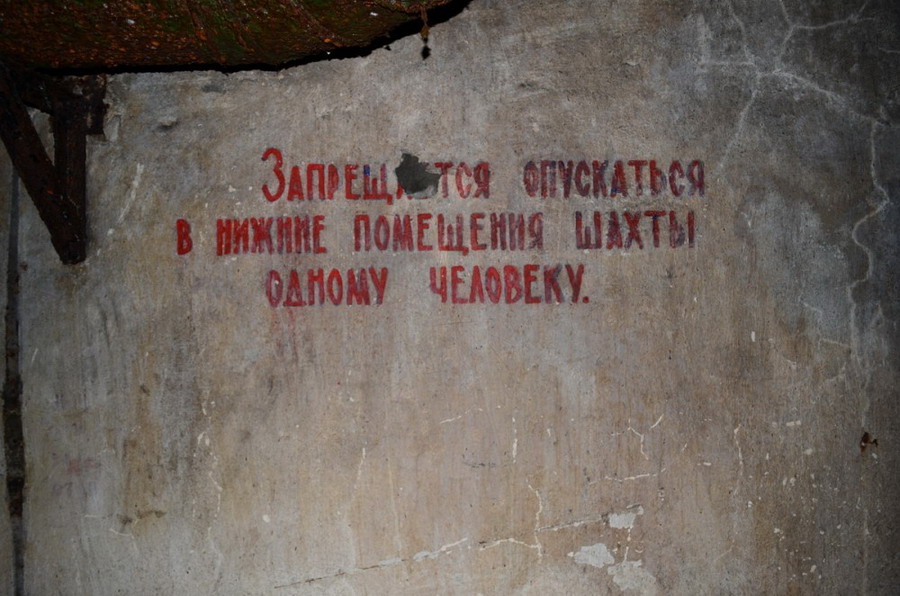 Запрещается опускаться
в нижние помещения шахты
одному человеку.